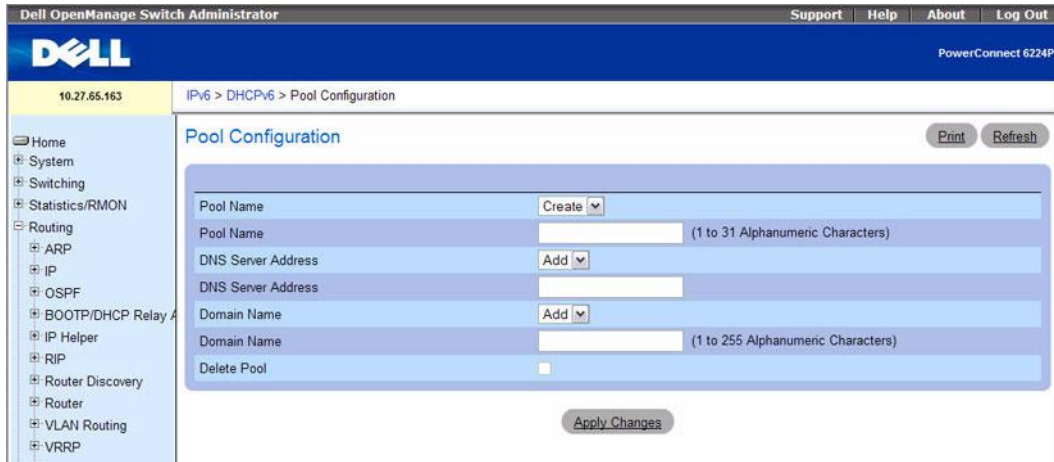 Dell OpenManage Switch Administrator
Support Help About Log Out
DELL
PowerConnect 6224P
10.27.65.163
IPv6 > DHCPv6 > Pool Configuration
Home
System
Switching
Statistics/RMON
Routing
ARP
IP
OSPF
BOOTP/DHCP Relay A
IP Helper
RIP
Router Discovery
Router
VLAN Routing
VRRP
Pool Configuration
Print Refresh
Pool Name Create
Pool Name (1 to 31 Alphanumeric Characters)
DNS Server Address Add
DNS Server Address
Domain Name Add
Domain Name (1 to 255 Alphanumeric Characters)
Delete Pool
Apply Changes